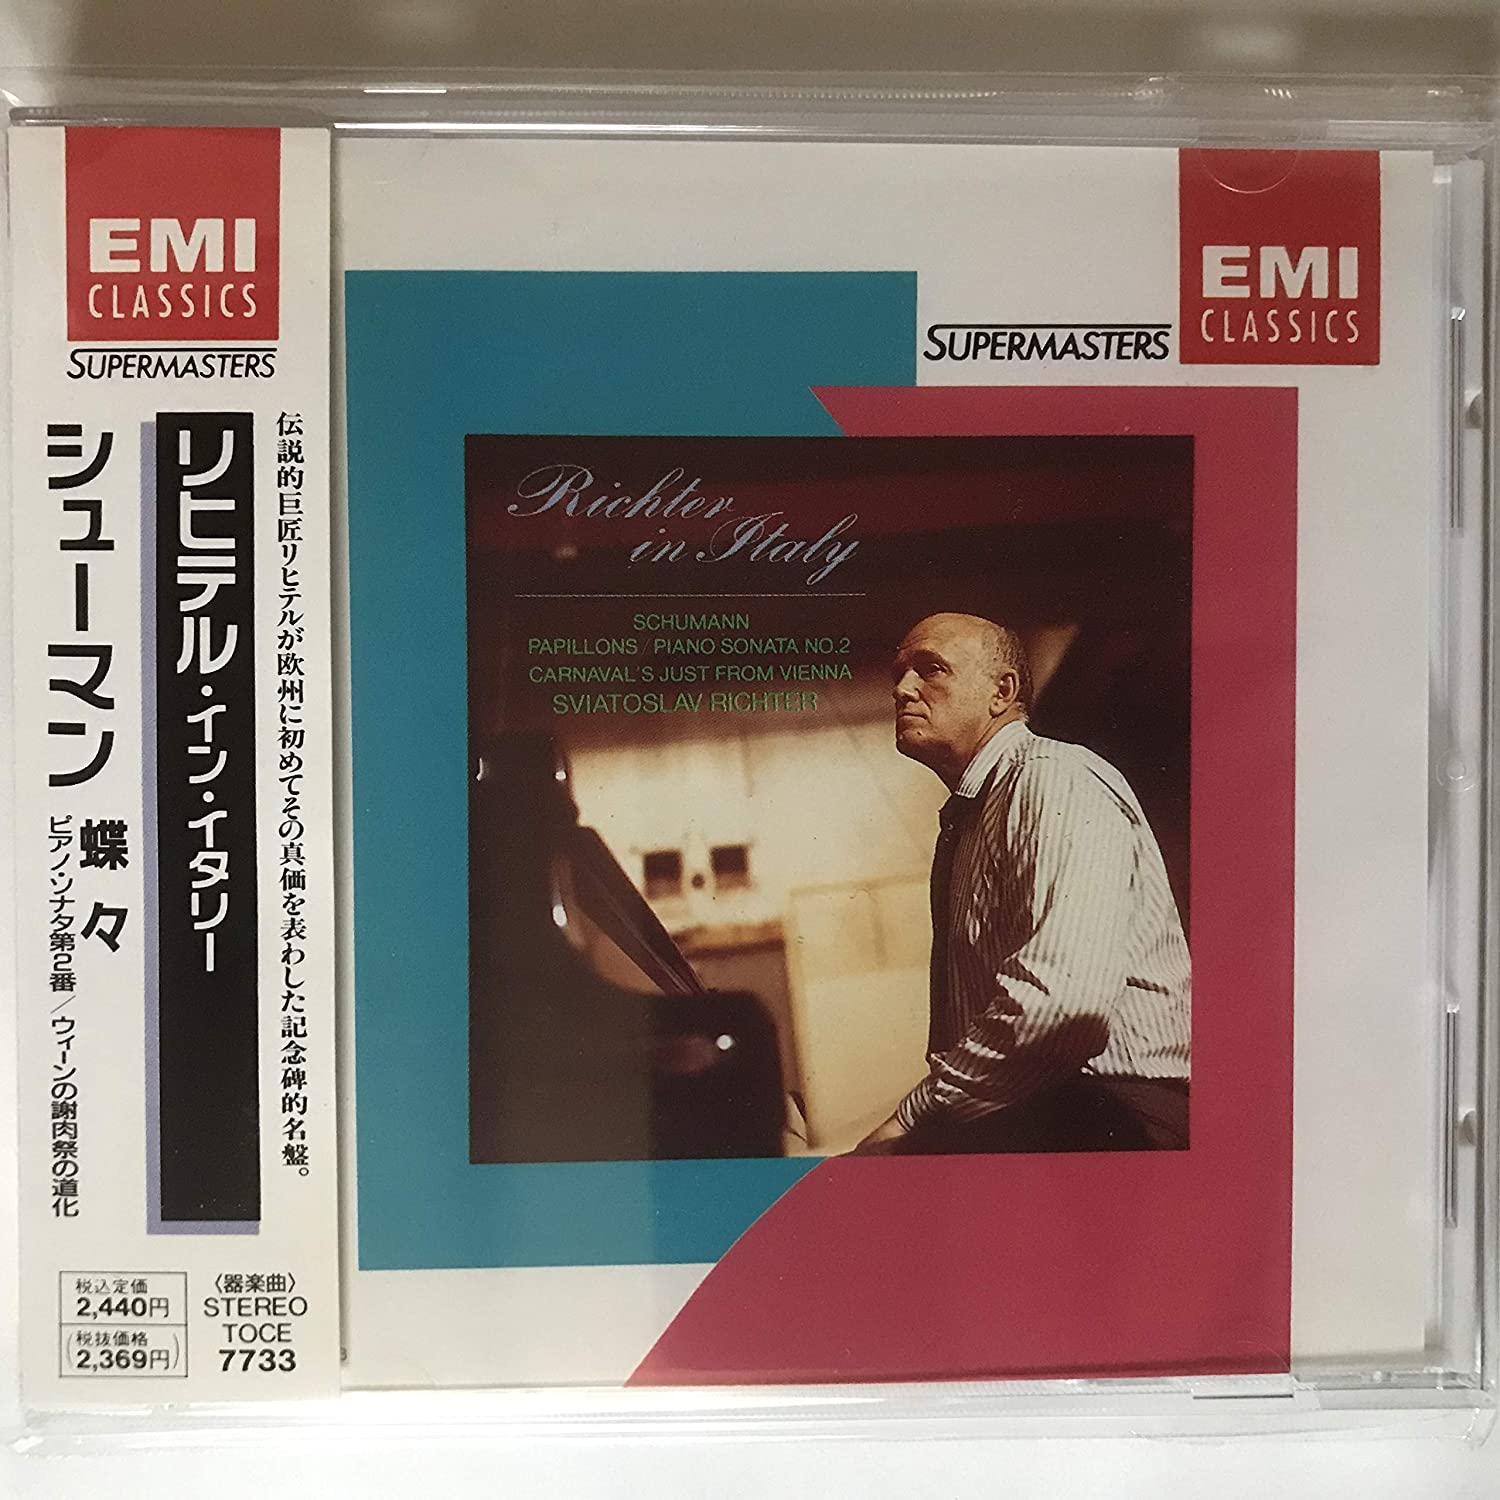 EMI
CLASSICS
SUPERMASTERS
伝説的巨匠リヒテルが欧州に初めてその真価を表わした記念碑的名盤。
リヒテル・イン・イタリー
シューマン
蝶々
ピアノ・ソナタ第2番/ウィーンの謝肉祭の道化
税込定価
2,440円
(税抜価格
2,369円)
〈器楽曲〉
STEREO
TOCE
7733
EMI
CLASSICS
SUPERMASTERS
Richter
in Italy
SCHUMANN
PAPILLONS/PIANO SONATA NO.2
CARNAVAL'S JUST FROM VIENNA
SVIATOSLAV RICHTER
3